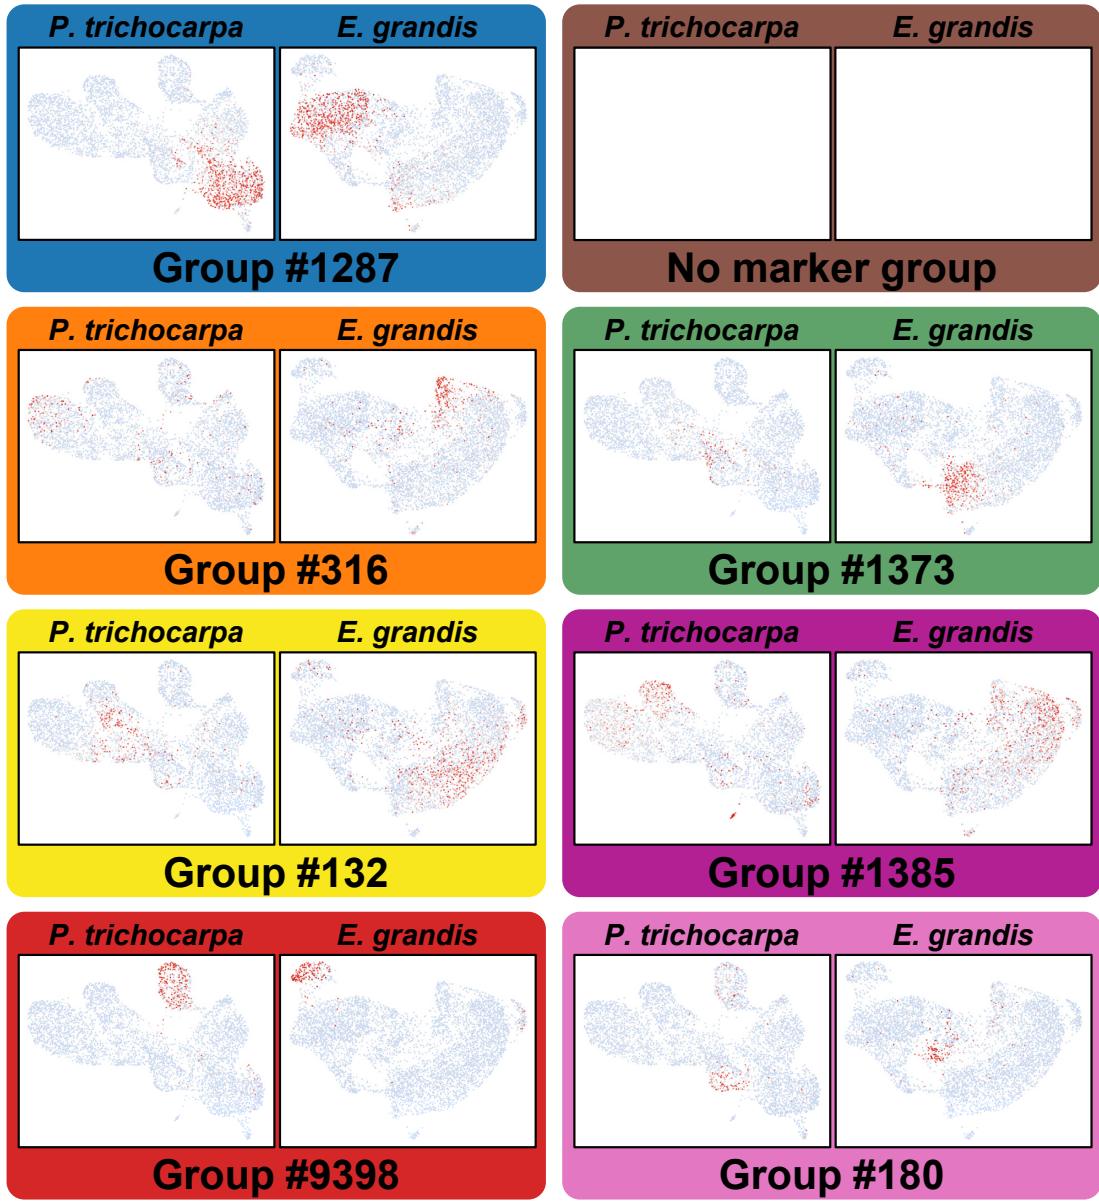 P. trichocarpa E. grandis
Group #1287
P. trichocarpa E. grandis
No marker group
P. trichocarpa E. grandis
Group #316
P. trichocarpa E. grandis
Group #1373
P. trichocarpa E. grandis
Group #132
P. trichocarpa E. grandis
Group #1385
P. trichocarpa E. grandis
Group #9398
P. trichocarpa E. grandis
Group #180